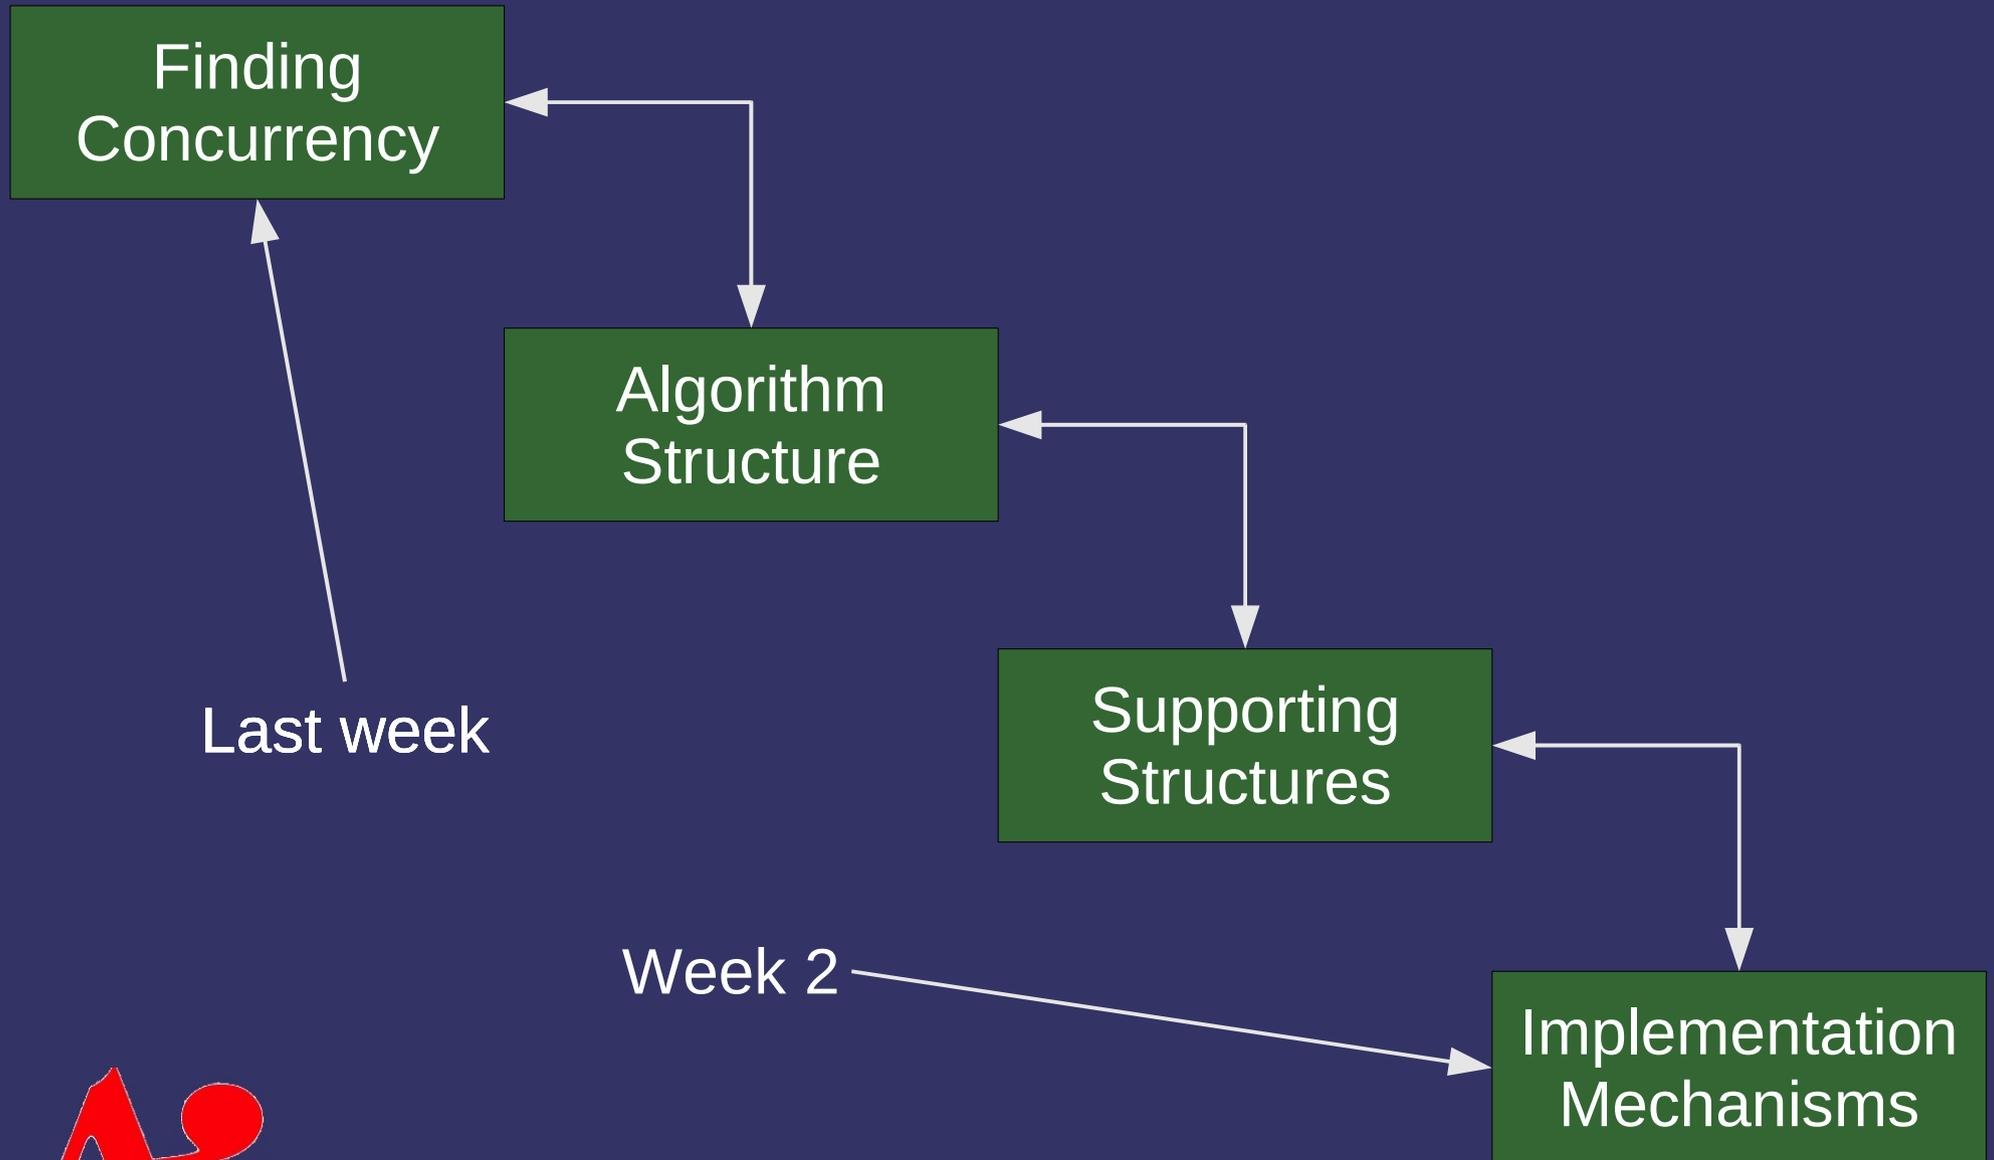 Finding
Concurrency
Algorithm
Structure
Supporting
Structures
Last week
Week 2
Implementation
Mechanisms